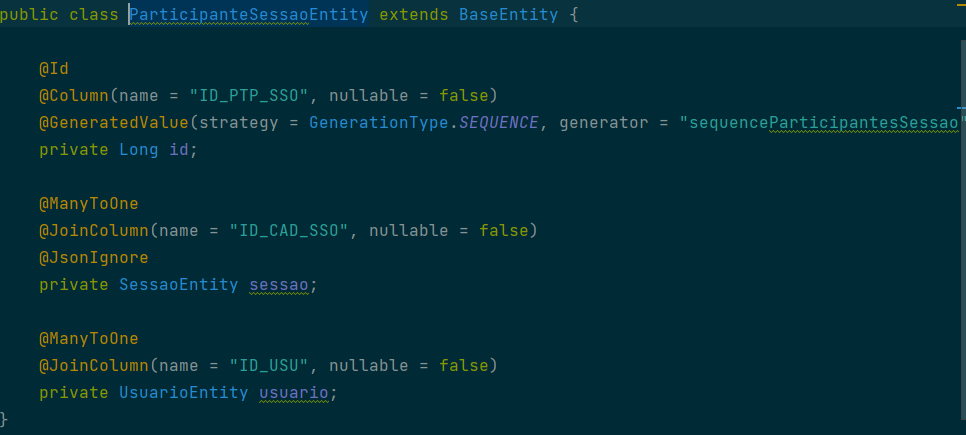 public class ParticipanteSessaoEntity extends BaseEntity {
@Id
@Column(name = "ID_PTP_SSO", nullable = false)
@GeneratedValue(strategy = GenerationType.SEQUENCE, generator = "sequenceParticipantesSessao"
private Long id;
@ManyToOne
@JoinColumn(name = "ID_CAD_SSO", nullable = false)
@JsonIgnore
private SessaoEntity sessao;
@ManyToOne
@JoinColumn(name = "ID_USU", nullable = false)
private UsuarioEntity usuario;
}